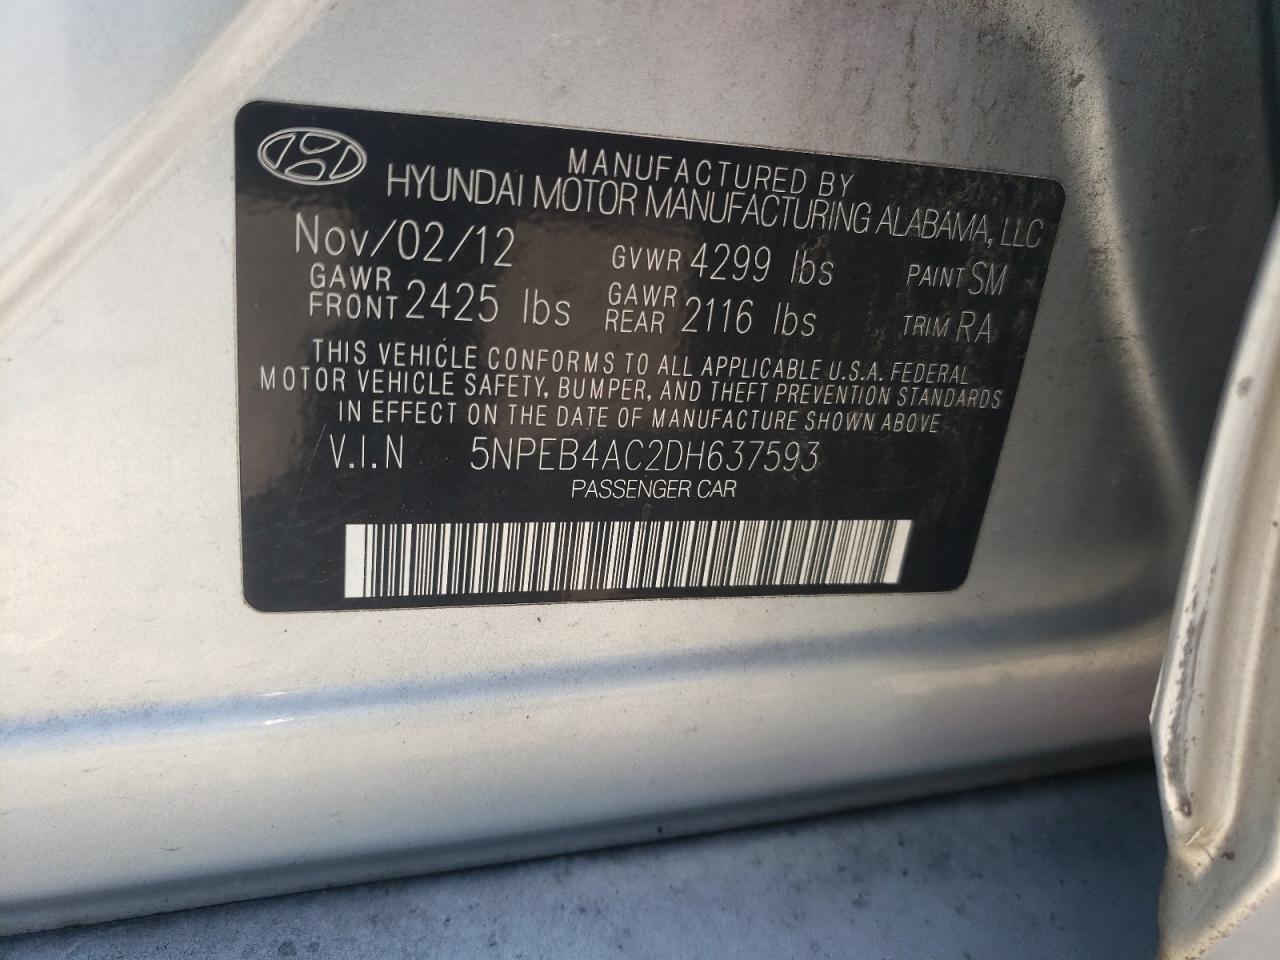 MANUFACTURED BY
HYUNDAI MOTOR MANUFACTURING ALABAMA, LLC
Nov/02/12 GVWR 4299 lbs PAINT SM
GAWR FRONT 2425 lbs GAWR REAR 2116 lbs TRIM RA
THIS VEHICLE CONFORMS TO ALL APPLICABLE U.S.A. FEDERAL
MOTOR VEHICLE SAFETY, BUMPER, AND THEFT PREVENTION STANDARDS
IN EFFECT ON THE DATE OF MANUFACTURE SHOWN ABOVE
V.I.N 5NPEB4AC2DH637593
PASSENGER CAR